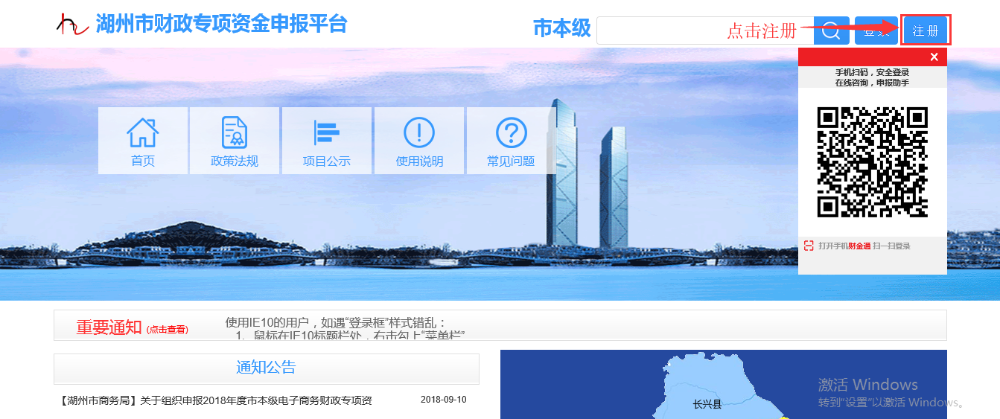 湖州市财政专项资金申报平台
市本级
点击注册
登录
注册
手机扫码，安全登录
在线咨询，申报助手
首页
政策法规
项目公示
使用说明
常见问题
打开手机财金通 扫一扫登录
重要通知 (点击查看)
使用IE10的用户，如遇“登录框”样式错乱：
1、鼠标在IE10标题栏处，右击勾上“菜单栏”
通知公告
【湖州市商务局】关于组织申报2018年度市本级电子商务财政专项资
2018-09-10
长兴县
激活 Windows
转到“设置”以激活 Windows。